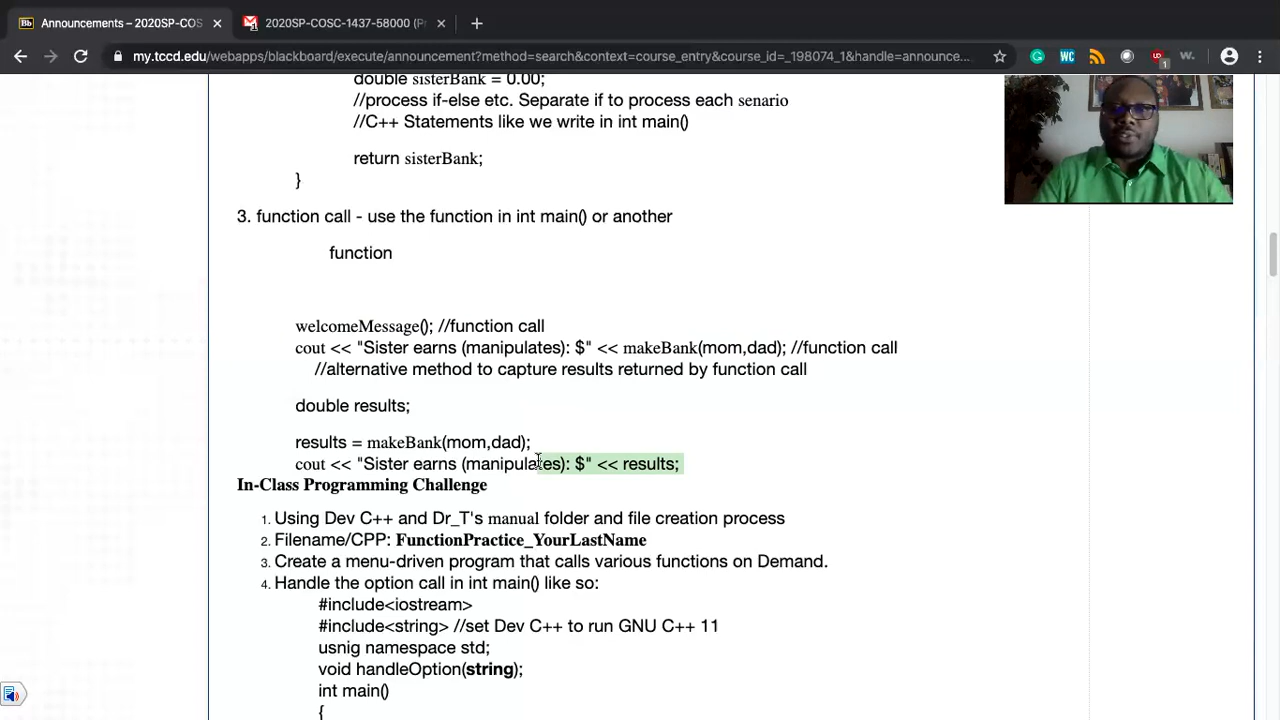 Announcements – 2020SP-COS
2020SP-COSC-1437-58000 (Pr
my.tccd.edu/webapps/blackboard/execute/announcement?method=search&context=course_entry&course_id=_198074_1&handle=announce...
double sisterBank = 0.00;
//process if-else etc. Separate if to process each senario
//C++ Statements like we write in int main()
return sisterBank;
}
3. function call - use the function in int main() or another
function
welcomeMessage(); //function call
cout << "Sister earns (manipulates): $" << makeBank(mom,dad); //function call
//alternative method to capture results returned by function call
double results;
results = makeBank(mom,dad);
cout << "Sister earns (manipulates): $" << results;
In-Class Programming Challenge
1. Using Dev C++ and Dr_T's manual folder and file creation process
2. Filename/CPP: FunctionPractice_YourLastName
3. Create a menu-driven program that calls various functions on Demand.
4. Handle the option call in int main() like so:
#include<iostream>
#include<string> //set Dev C++ to run GNU C++ 11
usnig namespace std;
void handleOption(string);
int main()
{